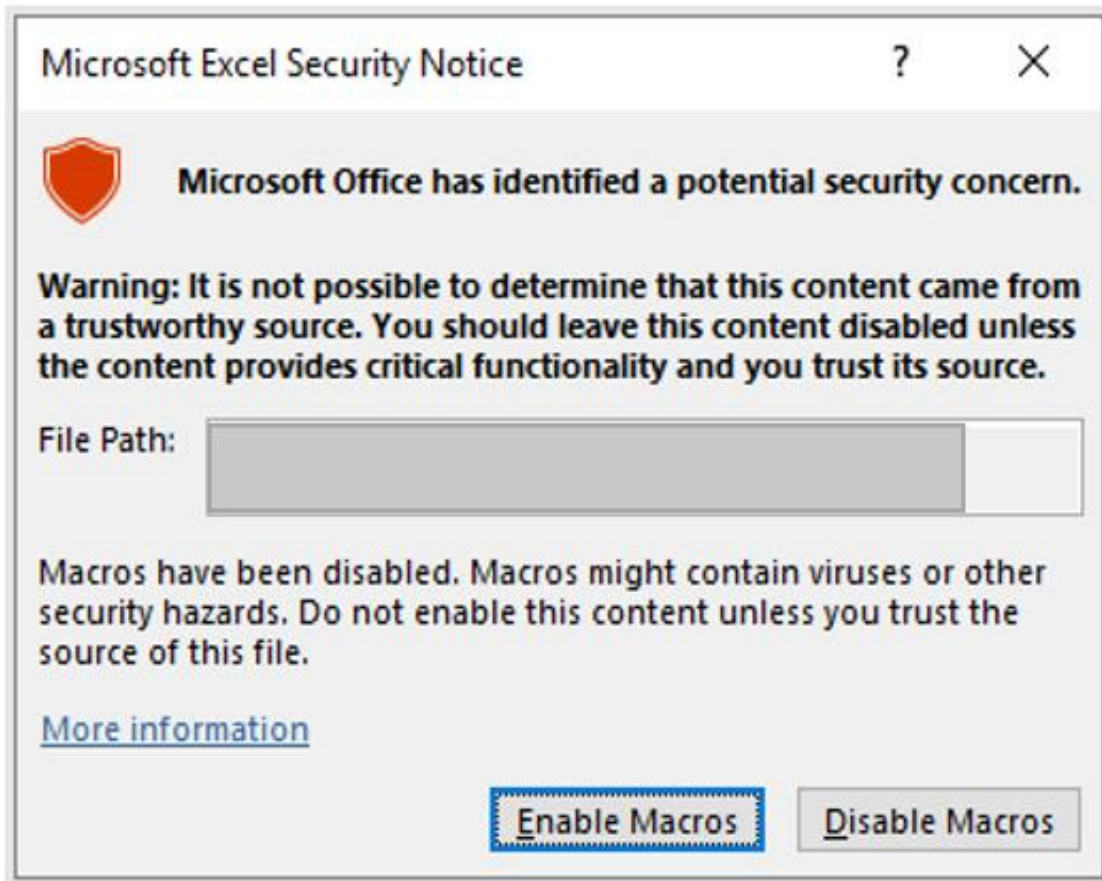 Microsoft Excel Security Notice ?
Microsoft Office has identified a potential security concern.
Warning: It is not possible to determine that this content came from
a trustworthy source. You should leave this content disabled unless
the content provides critical functionality and you trust its source.
File Path:
Macros have been disabled. Macros might contain viruses or other
security hazards. Do not enable this content unless you trust the
source of this file.
More information
Enable Macros Disable Macros